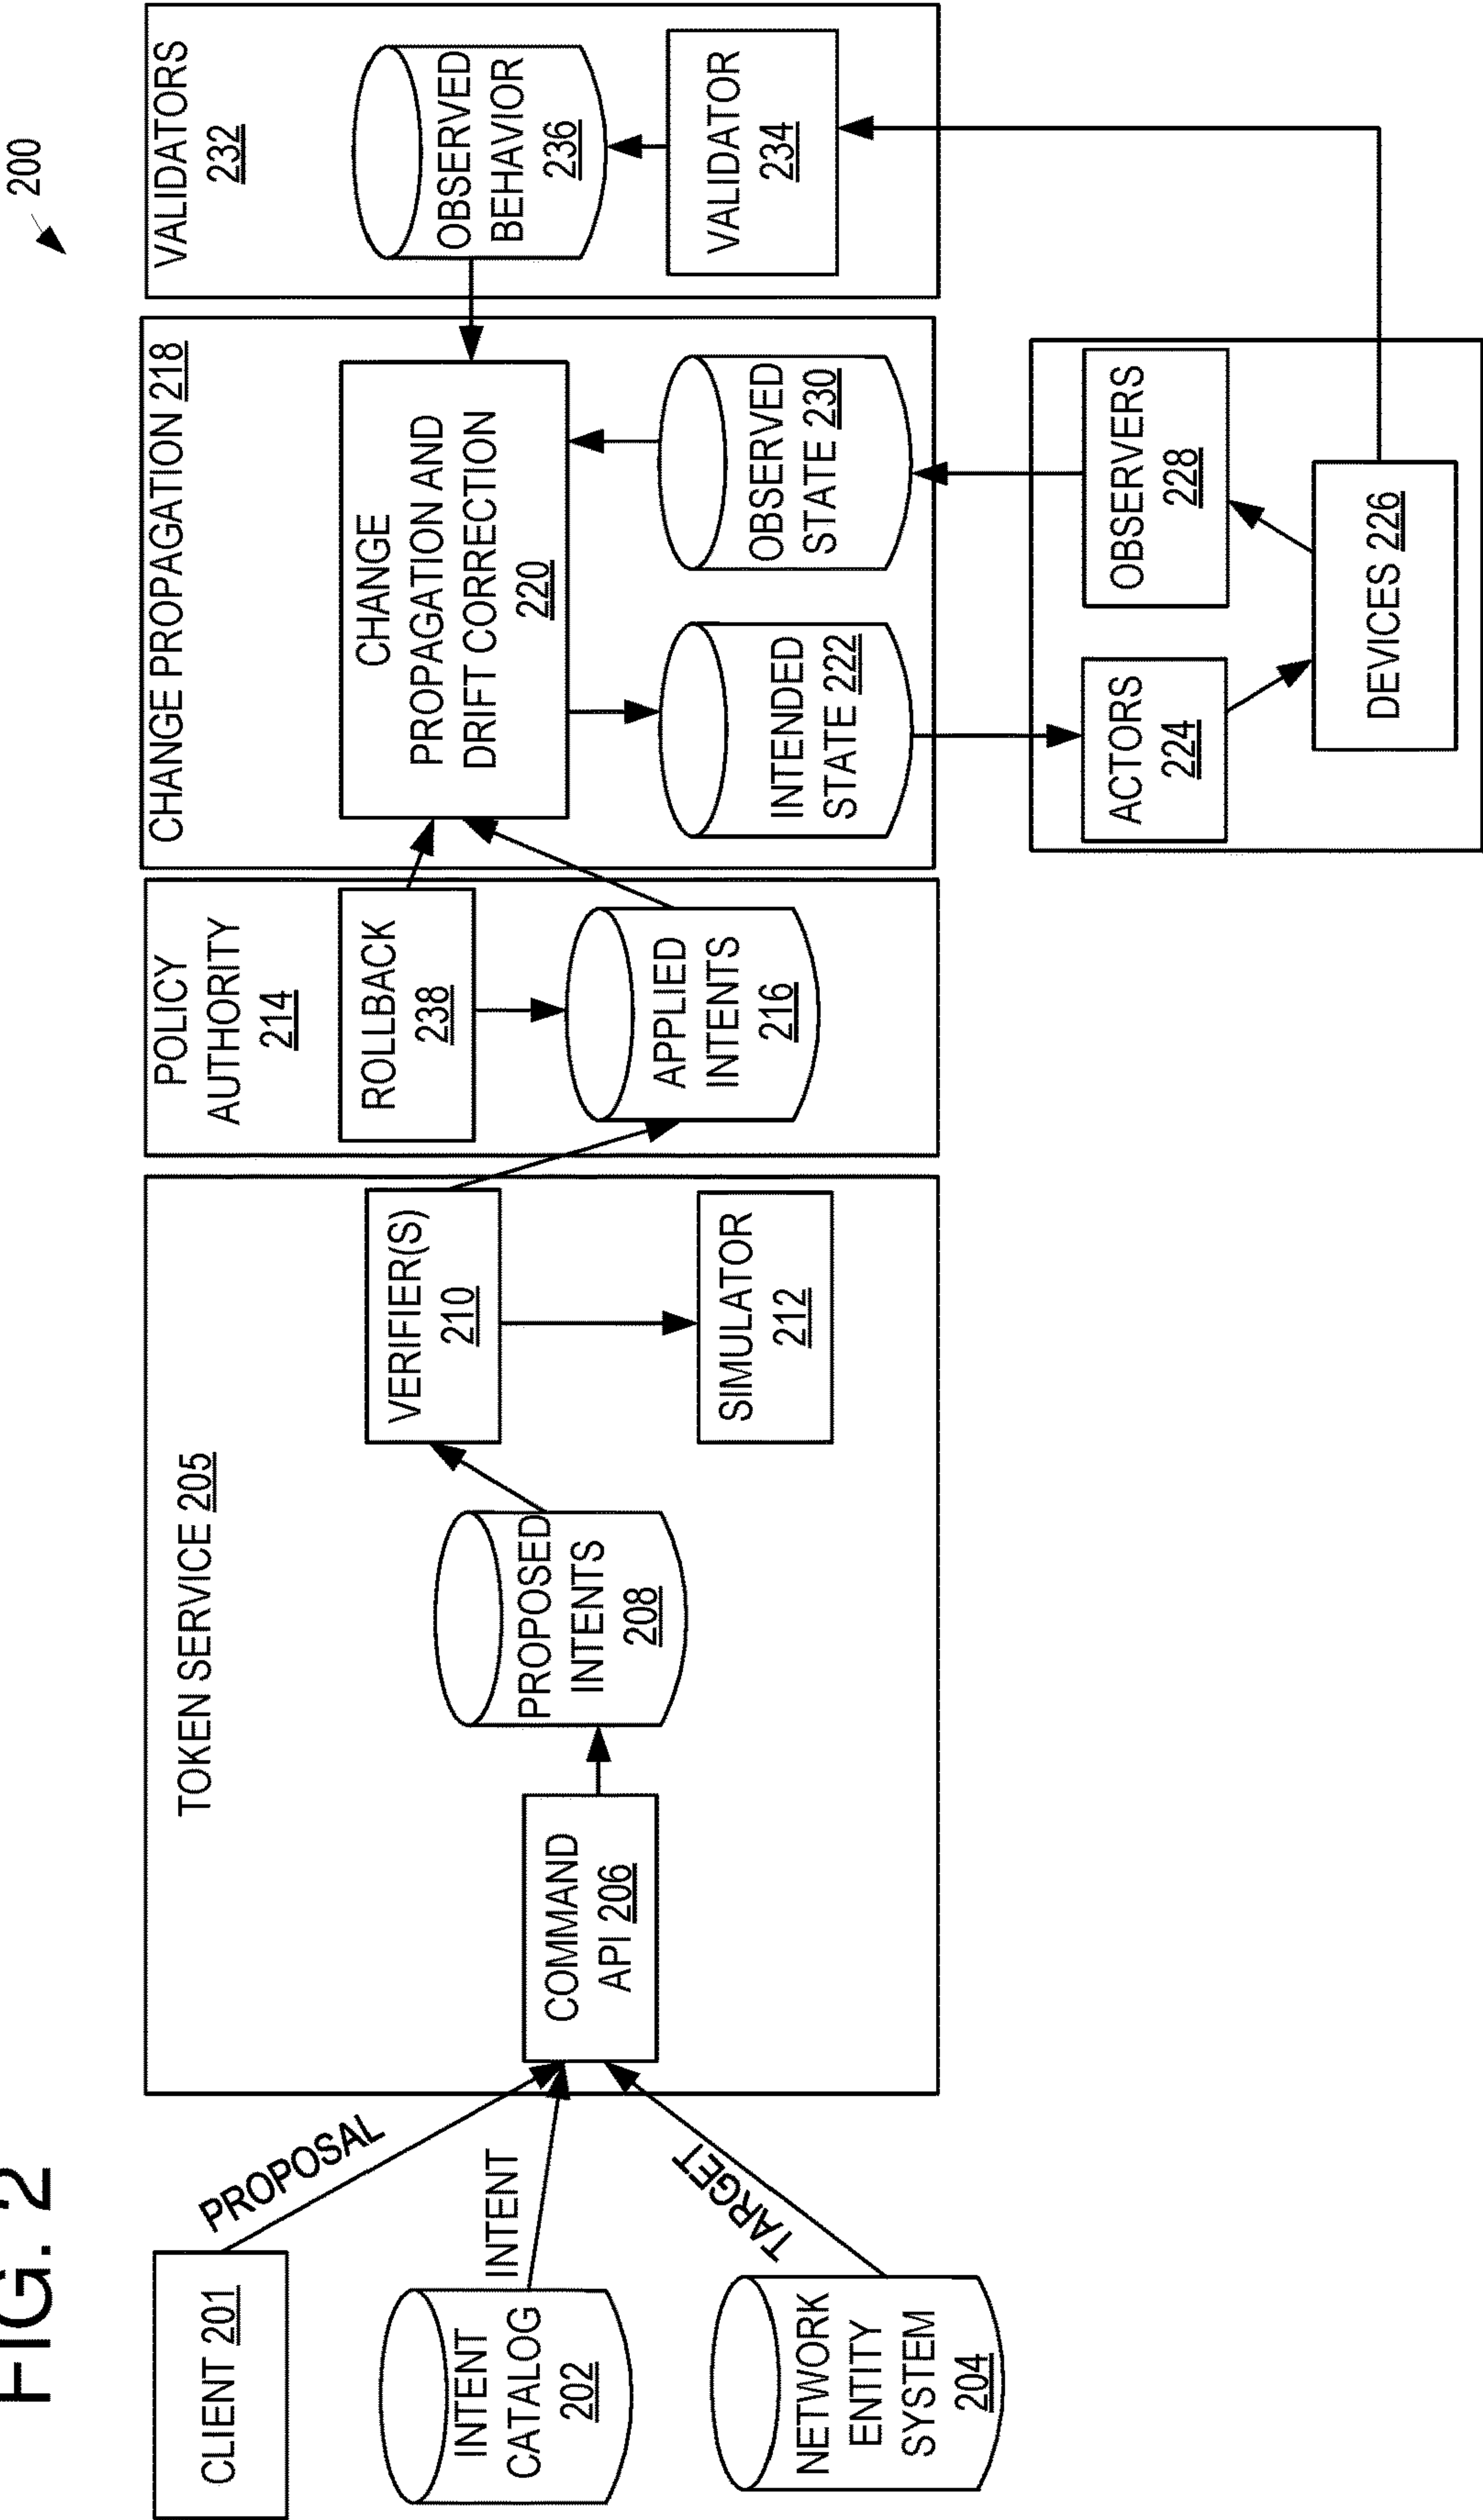 FIG. 2
200
CLIENT 201
INTENT
CATALOG
202
NETWORK
ENTITY
SYSTEM
204
PROPOSAL
INTENT
TARGET
TOKEN SERVICE 205
COMMAND
API 206
PROPOSED
INTENTS
208
VERIFIER(S)
210
SIMULATOR
212
POLICY
AUTHORITY
214
ROLLBACK
238
APPLIED
INTENTS
216
CHANGE PROPAGATION 218
CHANGE
PROPAGATION AND
DRIFT CORRECTION
220
INTENDED
STATE 222
OBSERVED
STATE 230
ACTORS
224
OBSERVERS
228
DEVICES 226
VALIDATORS
232
OBSERVED
BEHAVIOR
236
VALIDATOR
234